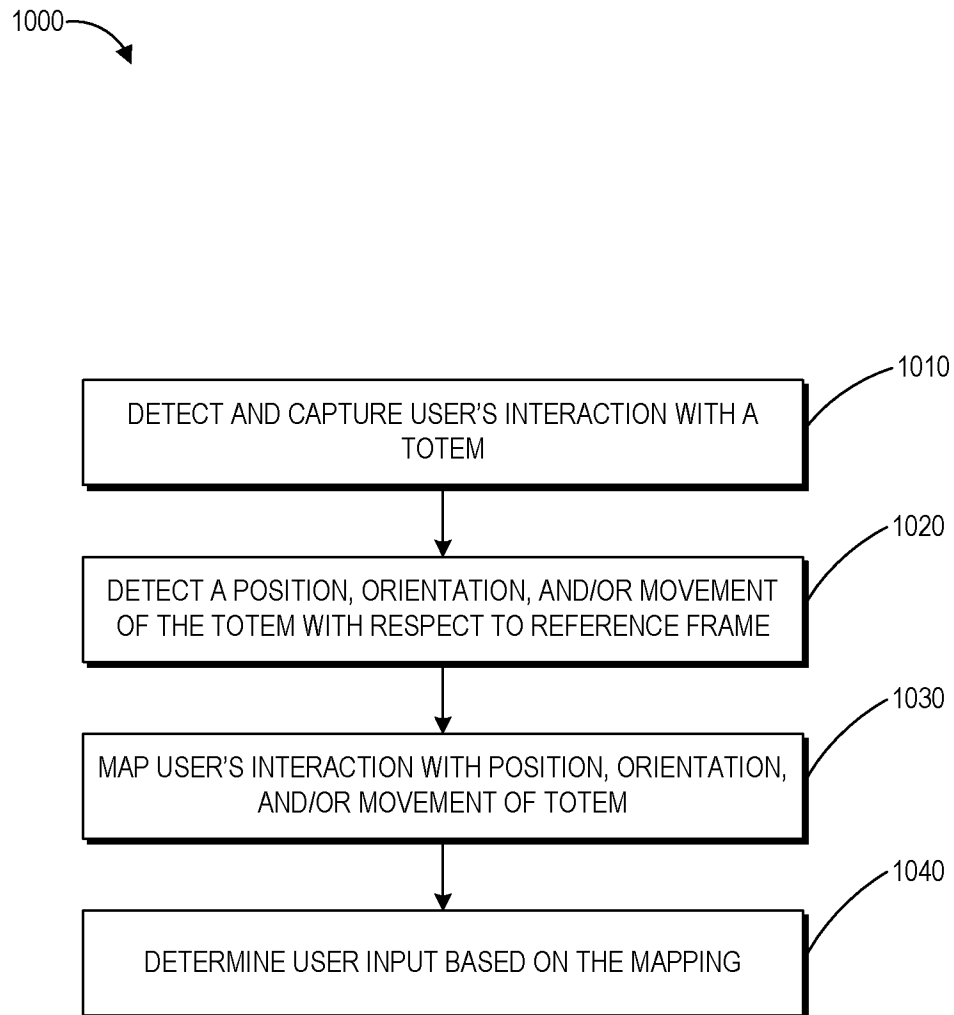 1000
1010
DETECT AND CAPTURE USER'S INTERACTION WITH A
TOTEM
1020
DETECT A POSITION, ORIENTATION, AND/OR MOVEMENT
OF THE TOTEM WITH RESPECT TO REFERENCE FRAME
1030
MAP USER'S INTERACTION WITH POSITION, ORIENTATION,
AND/OR MOVEMENT OF TOTEM
1040
DETERMINE USER INPUT BASED ON THE MAPPING